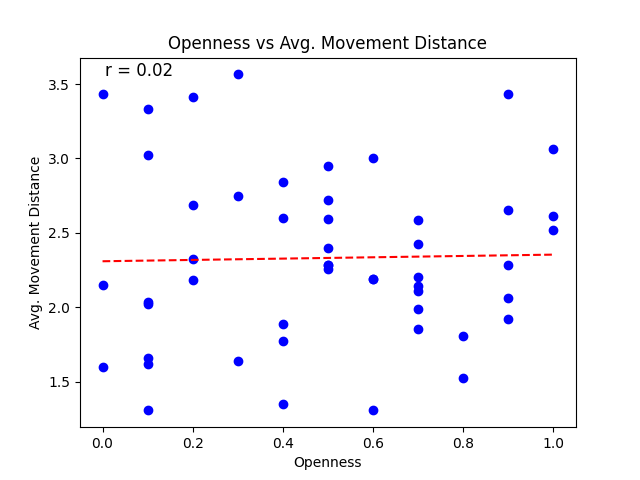 Openness vs Avg. Movement Distance
r = 0.02
3.5
3.0
2.5
2.0
1.5
Avg. Movement Distance
0.0 0.2 0.4 0.6 0.8 1.0
Openness